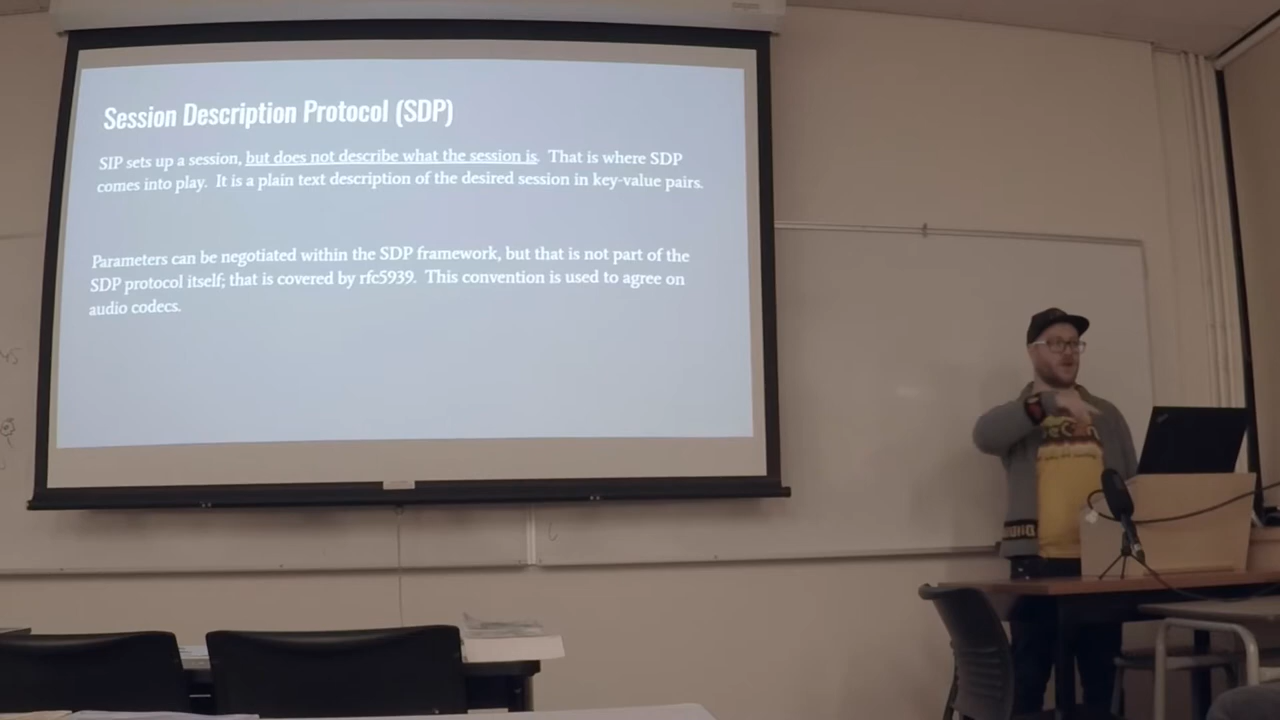 Session Description Protocol (SDP)
SIP sets up a session, but does not describe what the session is. That is where SDP
comes into play. It is a plain text description of the desired session in key-value pairs.
Parameters can be negotiated within the SDP framework, but that is not part of the
SDP protocol itself; that is covered by rfc5939. This convention is used to agree on
audio codecs.